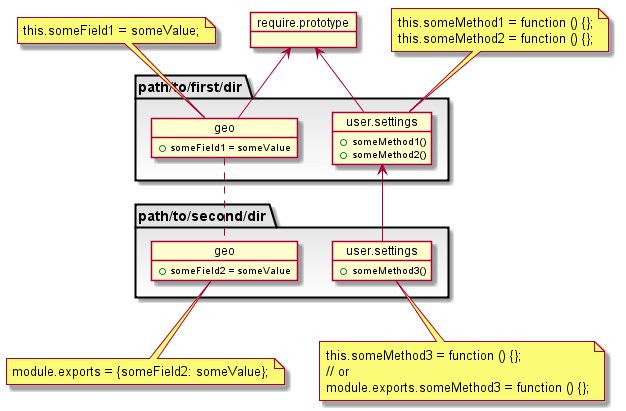 this.someField1 = someValue;
require.prototype
this.someMethod1 = function () {};
this.someMethod2 = function () {};
path/to/first/dir
geo
someField1 = someValue
user.settings
someMethod1()
someMethod2()
path/to/second/dir
geo
someField2 = someValue
user.settings
someMethod3()
module.exports = {someField2: someValue};
this.someMethod3 = function () {};
// or
module.exports.someMethod3 = function () {};